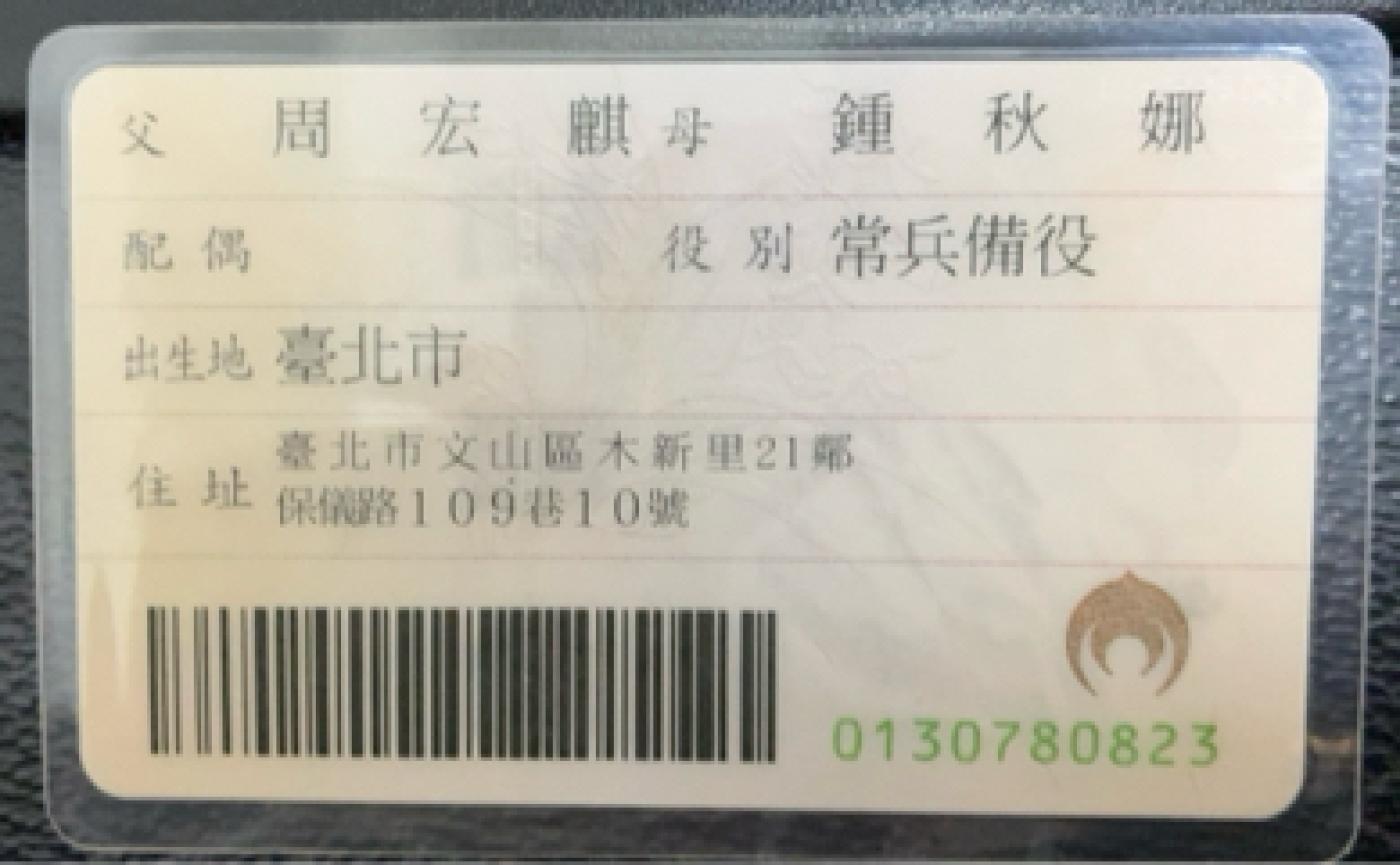 父 周宏麒 母 鍾秋娜
配偶 役別 常兵備役
出生地 臺北市
住址 臺北市文山區木新里21鄰
保儀路109巷10號
0130780823